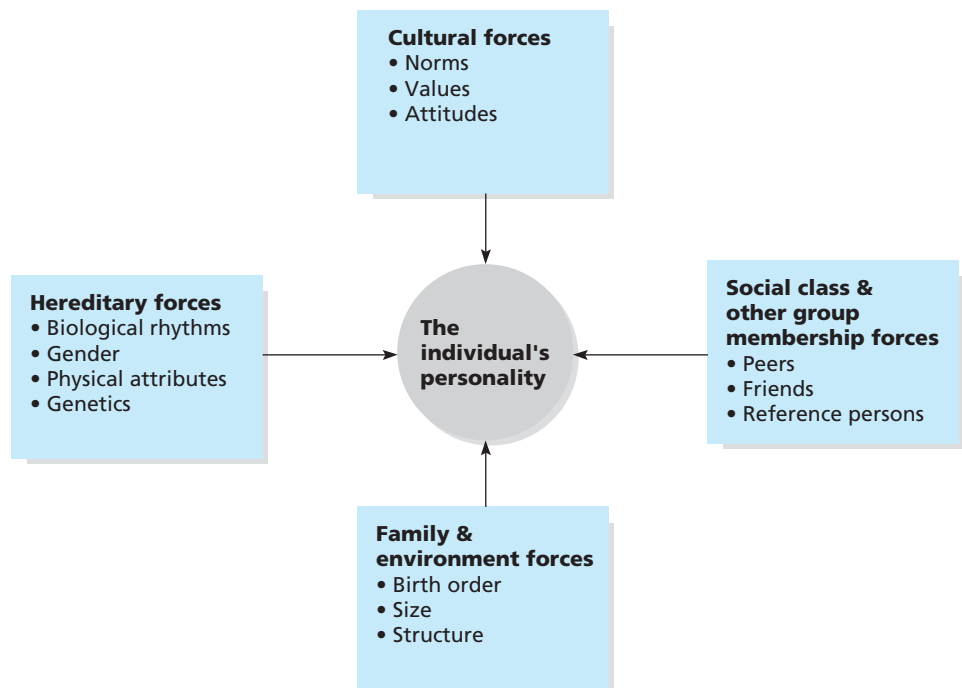 Cultural forces
• Norms
• Values
• Attitudes
Hereditary forces
• Biological rhythms
• Gender
• Physical attributes
• Genetics
The
individual's
personality
Social class &
other group
membership forces
• Peers
• Friends
• Reference persons
Family &
environment forces
• Birth order
• Size
• Structure